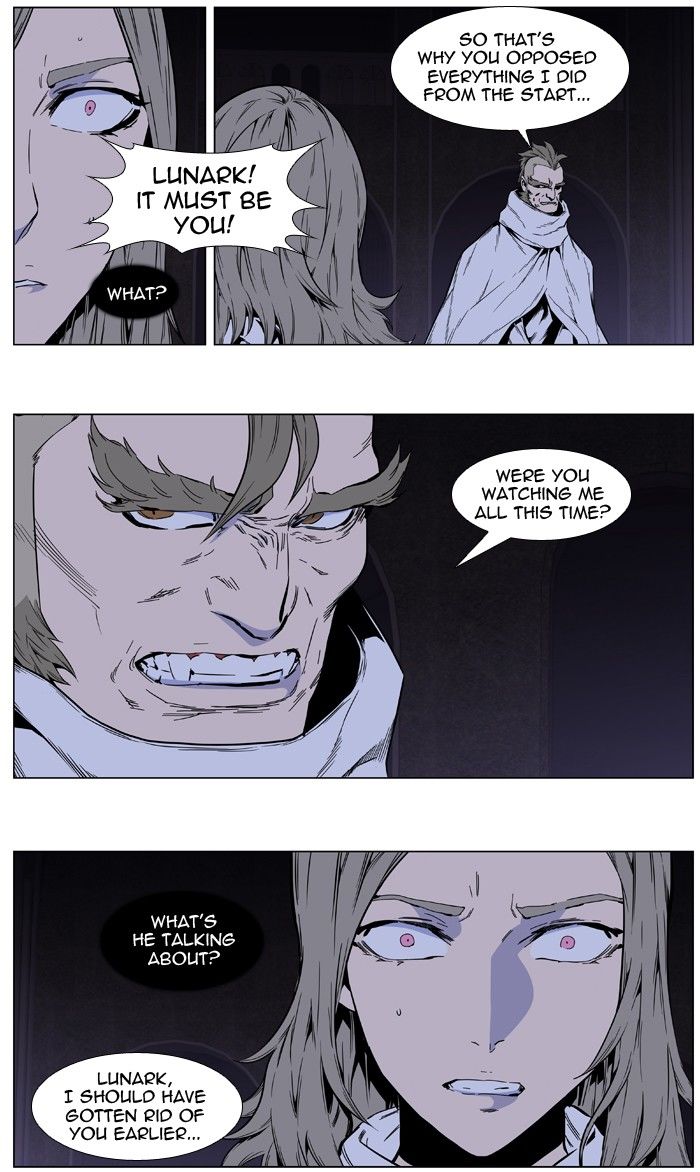 LUNARK!
IT MUST BE
YOU!
WHAT?
SO THAT'S
WHY YOU OPPOSED
EVERYTHING I DID
FROM THE START...
WERE YOU
WATCHING ME
ALL THIS TIME?
WHAT'S
HE TALKING
ABOUT?
LUNARK,
I SHOULD HAVE
GOTTEN RID OF
YOU EARLIER...